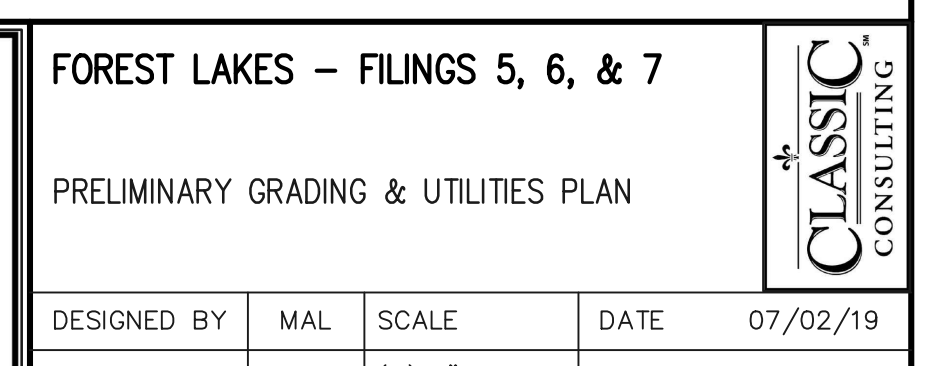 FOREST LAKES – FILINGS 5, 6, & 7
PRELIMINARY GRADING & UTILITIES PLAN
CLASSIC SM
CONSULTING
DESIGNED BY MAL SCALE DATE 07/02/19